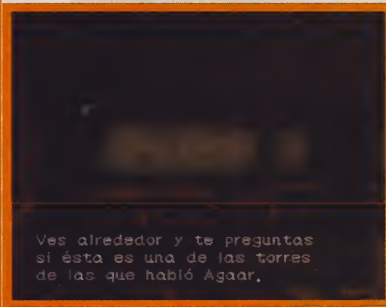 Ves alrededor y te preguntas
si ésta es una de las torres
de las que habló Agaar.